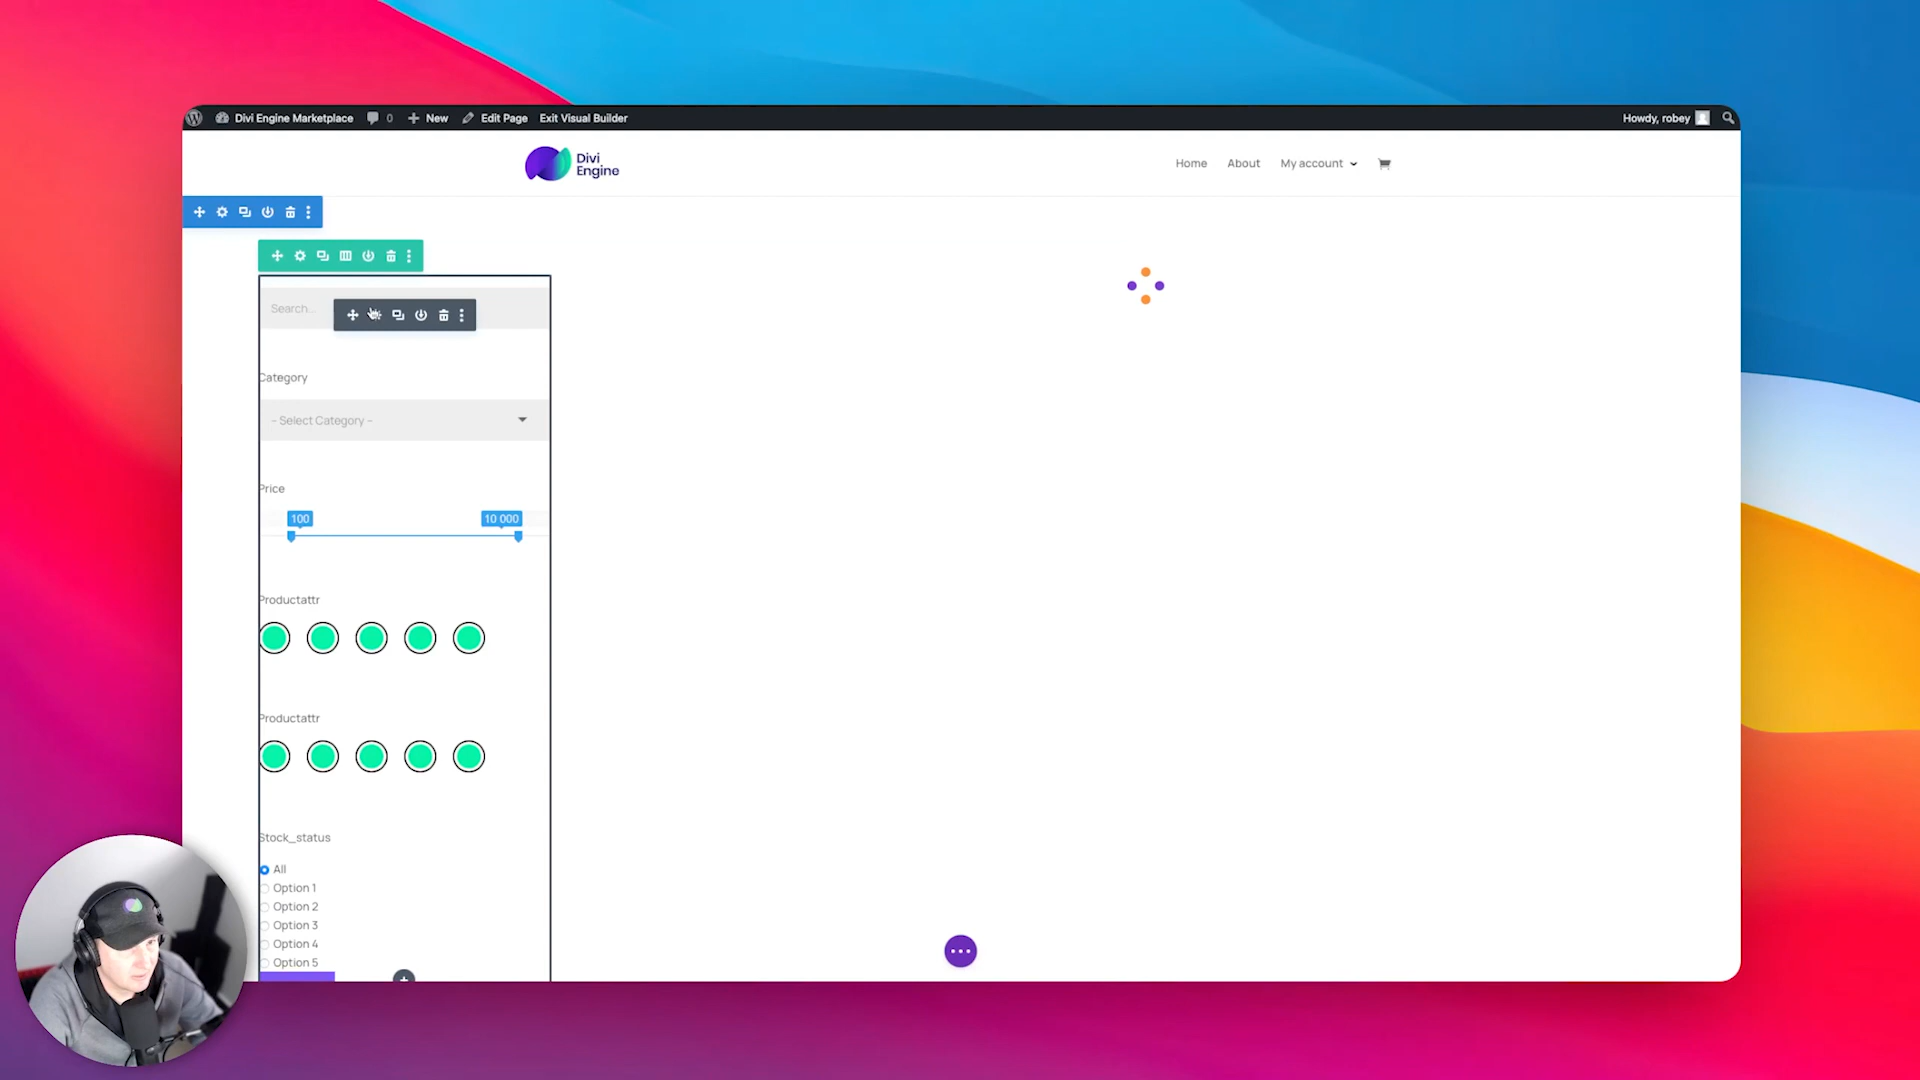 Divi Engine Marketplace 0 New Edit Page Exit Visual Builder Howdy, robey
Divi
Engine
Home About My account
Search...
Category
- Select Category -
Price
100 10 000
Productattr
Productattr
Stock_status
All
Option 1
Option 2
Option 3
Option 4
Option 5